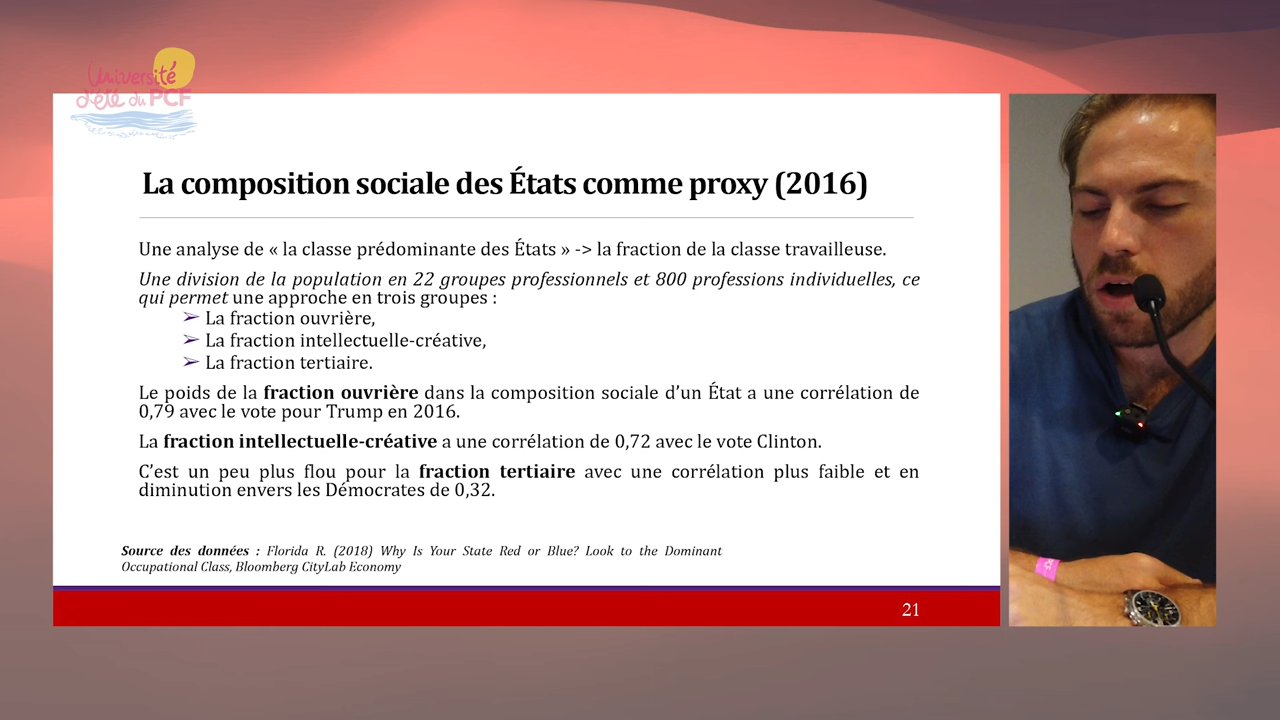 Université
d'été du PCF
La composition sociale des États comme proxy (2016)
Une analyse de « la classe prédominante des États » -> la fraction de la classe travailleuse.
Une division de la population en 22 groupes professionnels et 800 professions individuelles, ce
qui permet une approche en trois groupes :
➢ La fraction ouvrière,
➢ La fraction intellectuelle-créative,
➢ La fraction tertiaire.
Le poids de la fraction ouvrière dans la composition sociale d’un État a une corrélation de
0,79 avec le vote pour Trump en 2016.
La fraction intellectuelle-créative a une corrélation de 0,72 avec le vote Clinton.
C’est un peu plus flou pour la fraction tertiaire avec une corrélation plus faible et en
diminution envers les Démocrates de 0,32.
Source des données : Florida R. (2018) Why Is Your State Red or Blue? Look to the Dominant
Occupational Class, Bloomberg CityLab Economy
21